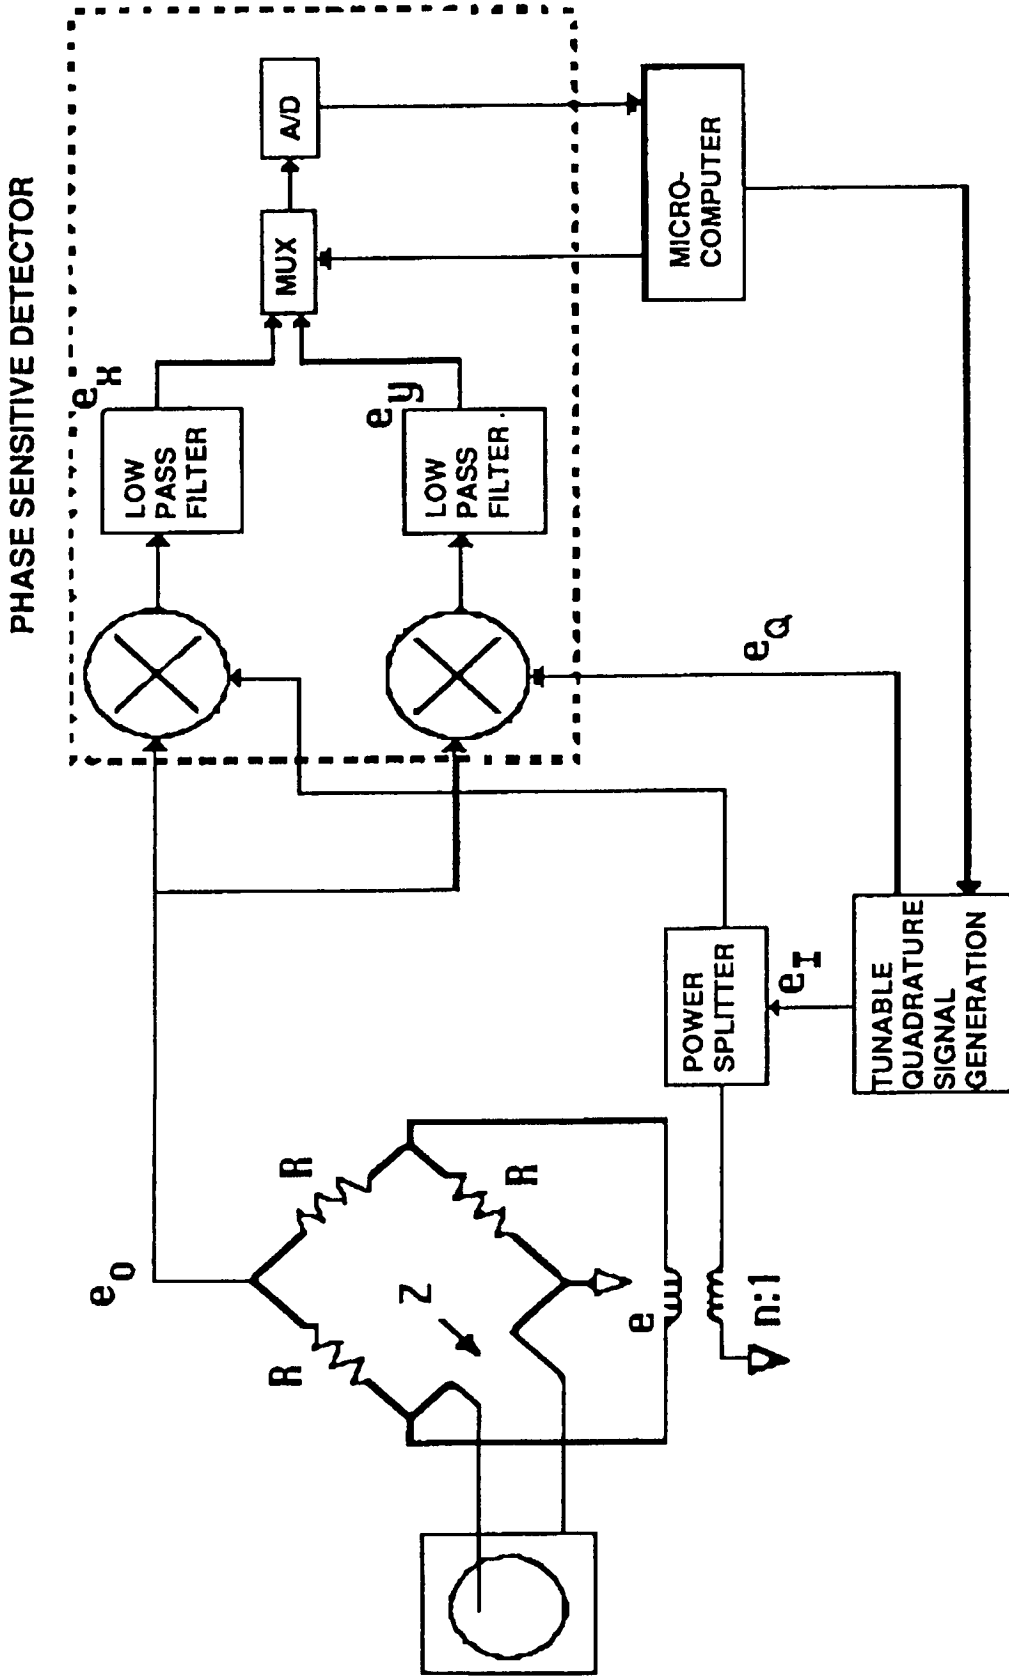 PHASE SENSITIVE DETECTOR
e_0
R
R
R
Z
e
n:1
POWER
SPLITTER
e_I
TUNABLE
QUADRATURE
SIGNAL
GENERATION
e_Q
LOW
PASS
FILTER
e_x
LOW
PASS
FILTER
e_y
MUX
A/D
MICRO-
COMPUTER